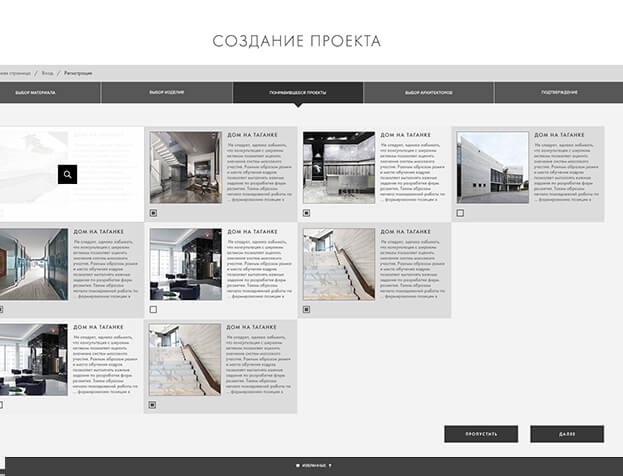 СОЗДАНИЕ ПРОЕКТА
страница / Вход / Регистрация
ВЫБОР МАТЕРИАЛА
ВЫБОР ИЗДЕЛИЯ
ПОНРАВИВШИЕСЯ ПРОЕКТЫ
ВЫБОР АРХИТЕКТОРОВ
ПОДТВЕРЖДЕНИЕ
ДОМ НА ТАГАНКЕ
Не следует, однако забывать,
что консультация с широким
активом позволяет оценить
значение систем массового
участия. Равным образом рамки
и место обучения кадров
позволяет выполнять важные
задания по разработке форм
развития. Таким образом
начало повседневной работы по
... формированию позиции в
ДОМ НА ТАГАНКЕ
Не следует, однако забывать,
что консультация с широким
активом позволяет оценить
значение систем массового
участия. Равным образом рамки
и место обучения кадров
позволяет выполнять важные
задания по разработке форм
развития. Таким образом
начало повседневной работы по
... формированию позиции в
ДОМ НА ТАГАНКЕ
Не следует, однако забывать,
что консультация с широким
активом позволяет оценить
значение систем массового
участия. Равным образом рамки
и место обучения кадров
позволяет выполнять важные
задания по разработке форм
развития. Таким образом
начало повседневной работы по
... формированию позиции в
ДОМ НА ТАГАНКЕ
Не следует, однако забывать,
что консультация с широким
активом позволяет оценить
значение систем массового
участия. Равным образом рамки
и место обучения кадров
позволяет выполнять важные
задания по разработке форм
развития. Таким образом
начало повседневной работы по
... формированию позиции в
ДОМ НА ТАГАНКЕ
Не следует, однако забывать,
что консультация с широким
активом позволяет оценить
значение систем массового
участия. Равным образом рамки
и место обучения кадров
позволяет выполнять важные
задания по разработке форм
развития. Таким образом
начало повседневной работы по
... формированию позиции в
ДОМ НА ТАГАНКЕ
Не следует, однако забывать,
что консультация с широким
активом позволяет оценить
значение систем массового
участия. Равным образом рамки
и место обучения кадров
позволяет выполнять важные
задания по разработке форм
развития. Таким образом
начало повседневной работы по
... формированию позиции в
ДОМ НА ТАГАНКЕ
Не следует, однако забывать,
что консультация с широким
активом позволяет оценить
значение систем массового
участия. Равным образом рамки
и место обучения кадров
позволяет выполнять важные
задания по разработке форм
развития. Таким образом
начало повседневной работы по
... формированию позиции в
ДОМ НА ТАГАНКЕ
Не следует, однако забывать,
что консультация с широким
активом позволяет оценить
значение систем массового
участия. Равным образом рамки
и место обучения кадров
позволяет выполнять важные
задания по разработке форм
развития. Таким образом
начало повседневной работы по
... формированию позиции в
ПРОПУСТИТЬ
ДАЛЕЕ
ИЗБРАННЫЕ